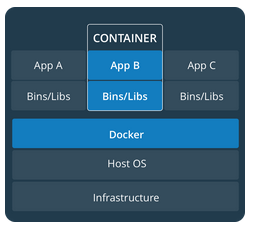 CONTAINER
App A App B App C
Bins/Libs Bins/Libs Bins/Libs
Docker
Host OS
Infrastructure